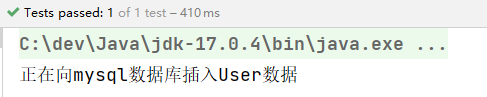 Tests passed: 1 of 1 test – 410 ms
C:\dev\Java\jdk-17.0.4\bin\java.exe ...
正在向mysql数据库插入User数据